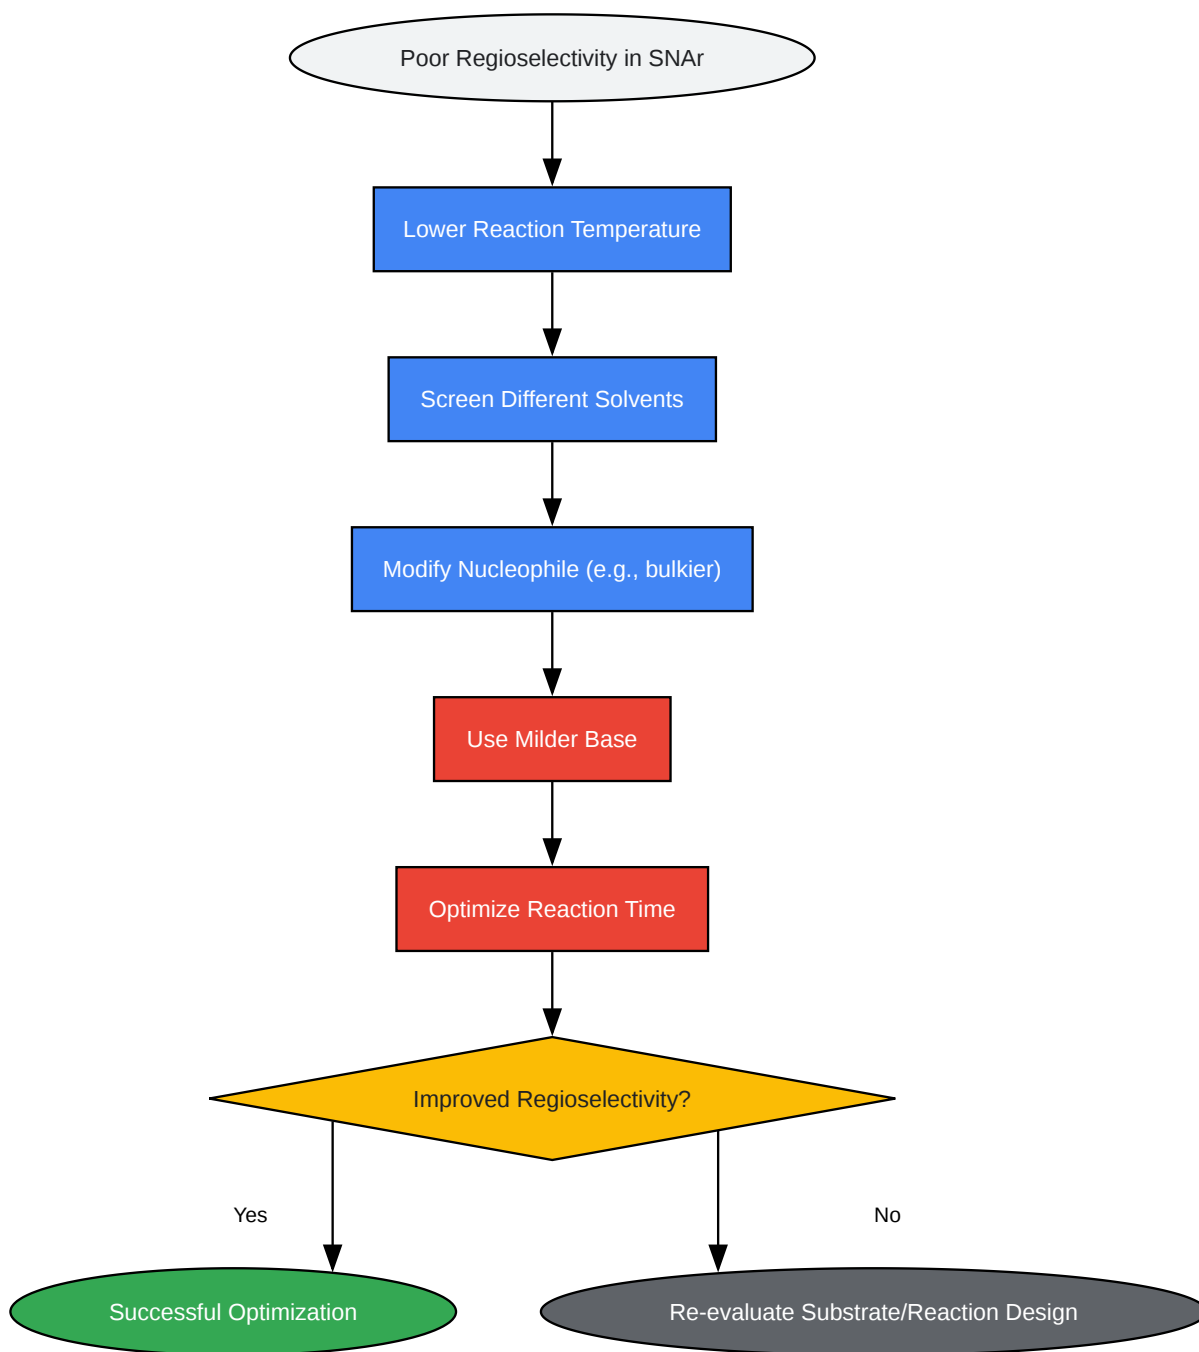 Poor Regioselectivity in SNAr
Lower Reaction Temperature
Screen Different Solvents
Modify Nucleophile (e.g., bulkier)
Use Milder Base
Optimize Reaction Time
Improved Regioselectivity?
Yes
No
Successful Optimization
Re-evaluate Substrate/Reaction Design